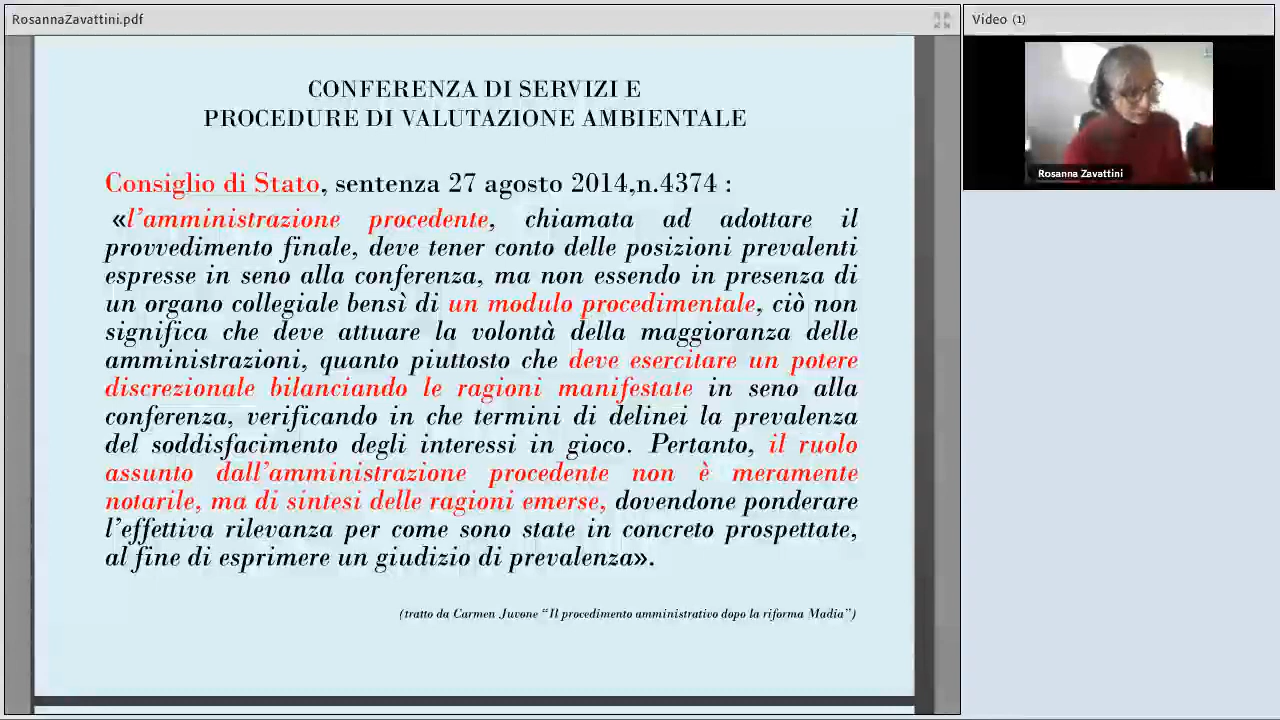 RosannaZavattini.pdf
Video (1)
CONFERENZA DI SERVIZI E
PROCEDURE DI VALUTAZIONE AMBIENTALE
Consiglio di Stato, sentenza 27 agosto 2014,n.4374 :
«l’amministrazione procedente, chiamata ad adottare il
provvedimento finale, deve tener conto delle posizioni prevalenti
espresse in seno alla conferenza, ma non essendo in presenza di
un organo collegiale bensì di un modulo procedimentale, ciò non
significa che deve attuare la volontà della maggioranza delle
amministrazioni, quanto piuttosto che deve esercitare un potere
discrezionale bilanciando le ragioni manifestate in seno alla
conferenza, verificando in che termini di delinei la prevalenza
del soddisfacimento degli interessi in gioco. Pertanto, il ruolo
assunto dall’amministrazione procedente non è meramente
notarile, ma di sintesi delle ragioni emerse, dovendone ponderare
l’effettiva rilevanza per come sono state in concreto prospettate,
al fine di esprimere un giudizio di prevalenza».
(tratto da Carmen Juvone “Il procedimento amministrativo dopo la riforma Madia”)
Rosanna Zavattini